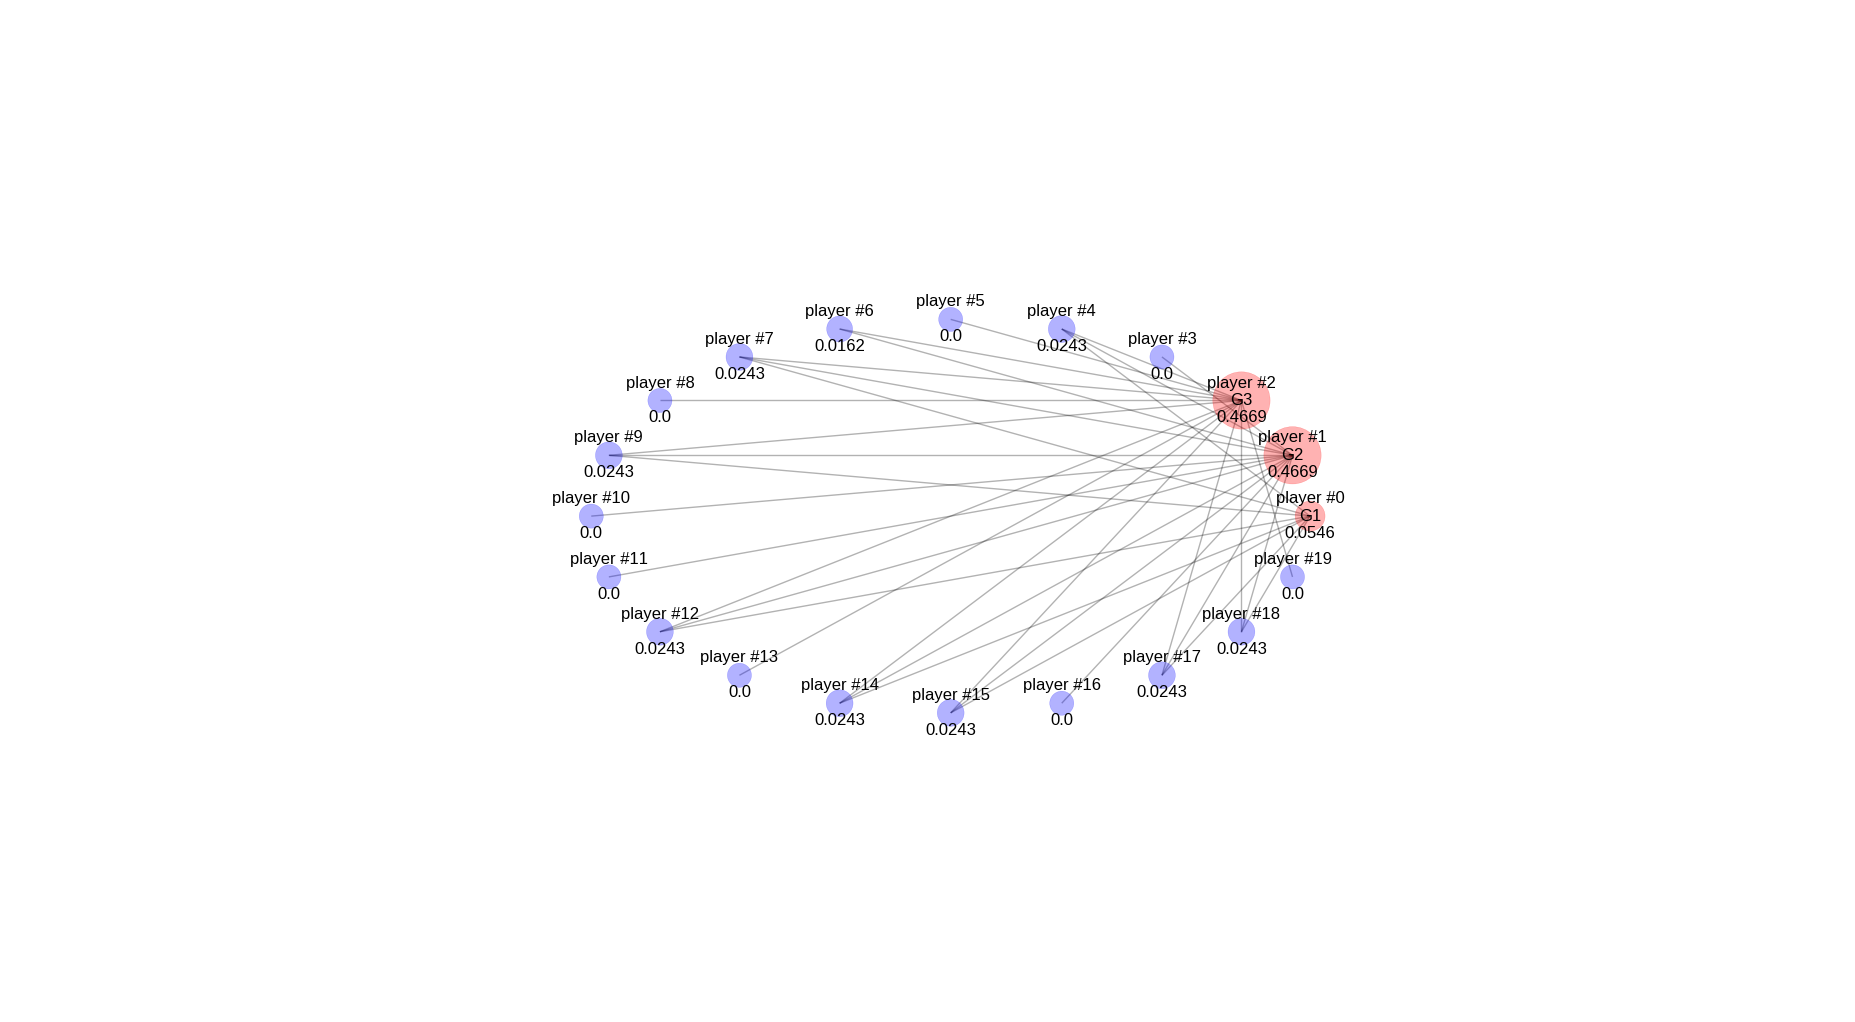 player #5
0.0
player #6
0.0162
player #4
0.0243
player #7
0.0243
player #3
0.0
player #8
0.0
player #2
G3
0.4669
player #9
0.0243
player #1
G2
0.4669
player #10
0.0
player #0
G1
0.0546
player #11
0.0
player #19
0.0
player #12
0.0243
player #18
0.0243
player #13
0.0
player #17
0.0243
player #14
0.0243
player #16
0.0
player #15
0.0243